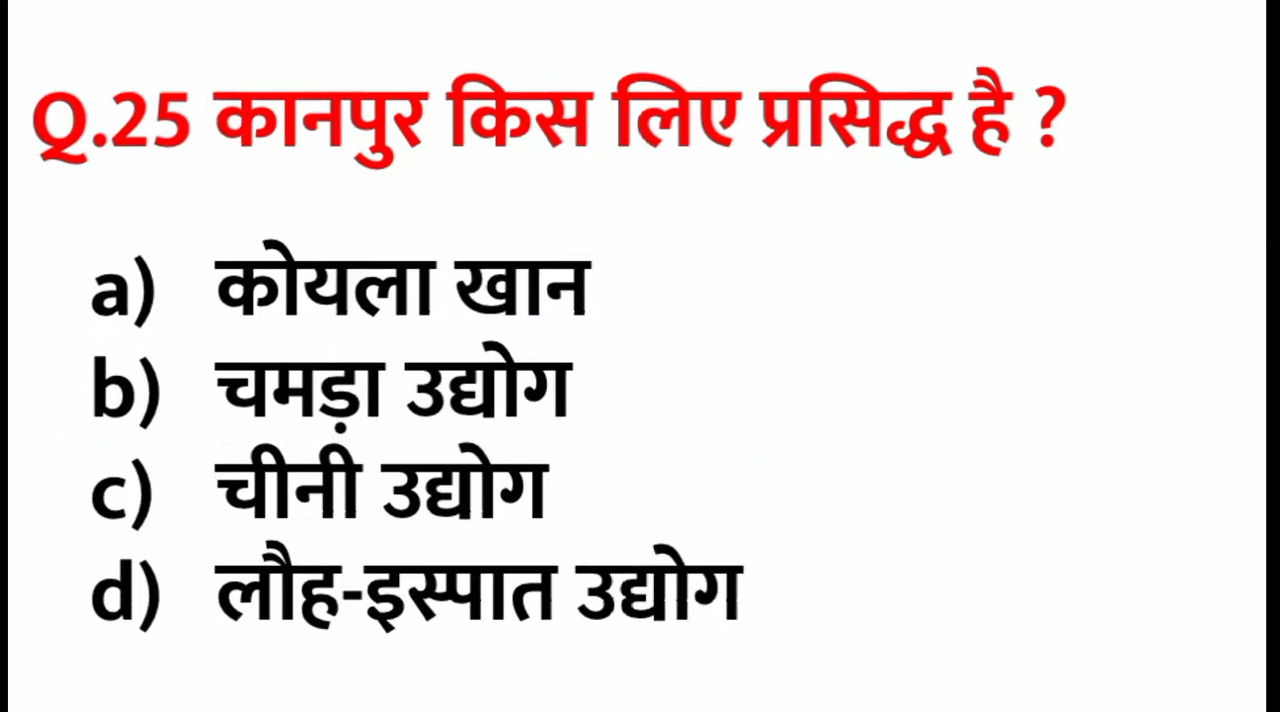 Q.25 कानपुर किस लिए प्रसिद्ध है ?
a) कोयला खान
b) चमड़ा उद्योग
c) चीनी उद्योग
d) लौह-इस्पात उद्योग